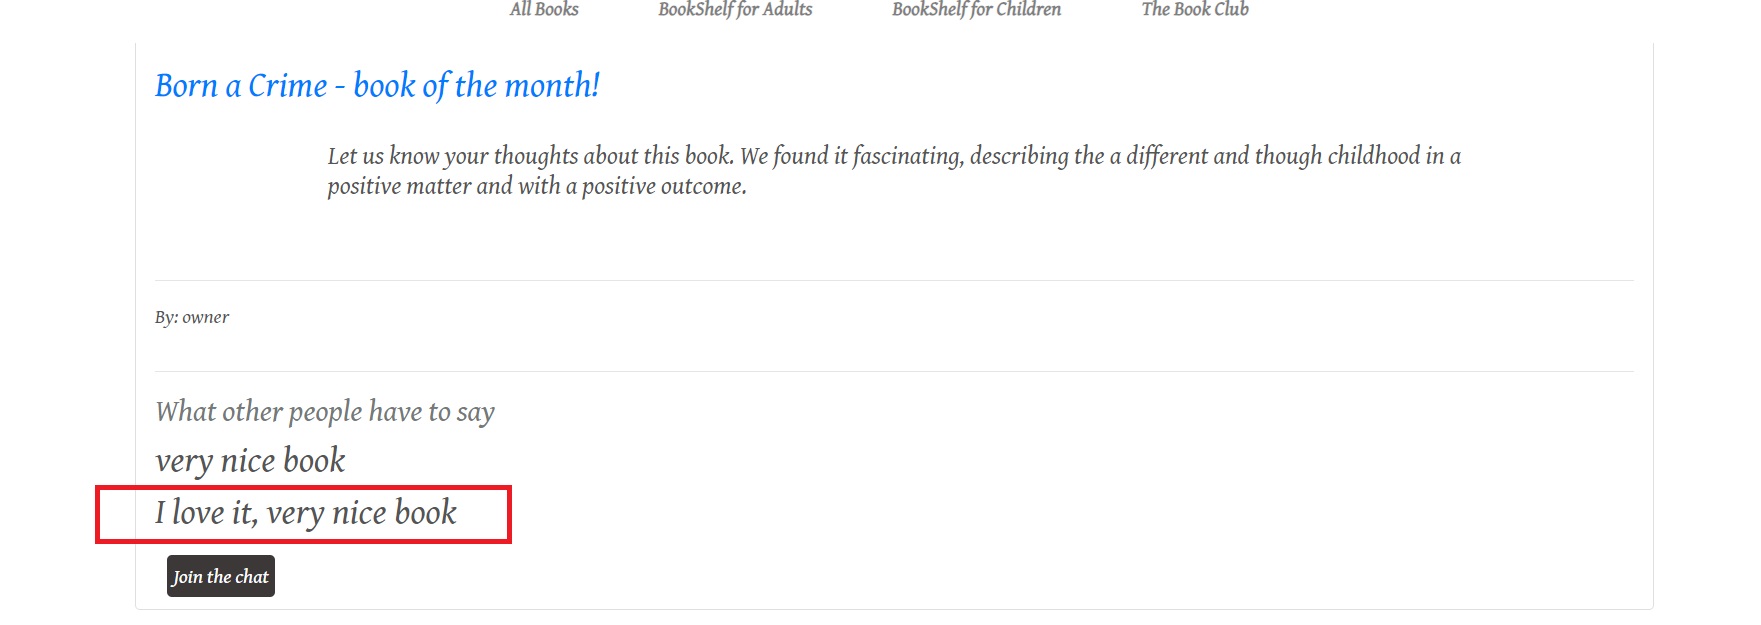 All Books BookShelf for Adults BookShelf for Children The Book Club
Born a Crime - book of the month!
Let us know your thoughts about this book. We found it fascinating, describing the a different and though childhood in a
positive matter and with a positive outcome.
By: owner
What other people have to say
very nice book
I love it, very nice book
Join the chat